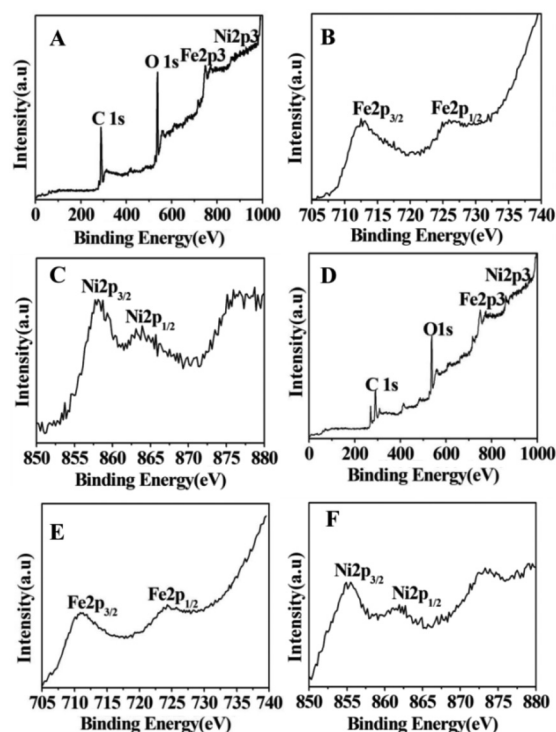 A
C 1s
O 1s
Fe2p3
Ni2p3
Intensity(a.u)
0 200 400 600 800 1000
Binding Energy(eV)
B
Fe2p3/2
Fe2p1/2
Intensity(a.u)
705 710 715 720 725 730 735 740
Binding Energy(eV)
C
Ni2p3/2
Ni2p1/2
Intensity(a.u)
850 855 860 865 870 875 880
Binding Energy(eV)
D
C 1s
O1s
Fe2p3
Ni2p3
Intensity(a.u)
0 200 400 600 800 1000
Binding Energy(eV)
E
Fe2p3/2
Fe2p1/2
Intensity(a.u)
705 710 715 720 725 730 735 740
Binding Energy(eV)
F
Ni2p3/2
Ni2p1/2
Intensity(a.u)
850 855 860 865 870 875 880
Binding Energy(eV)